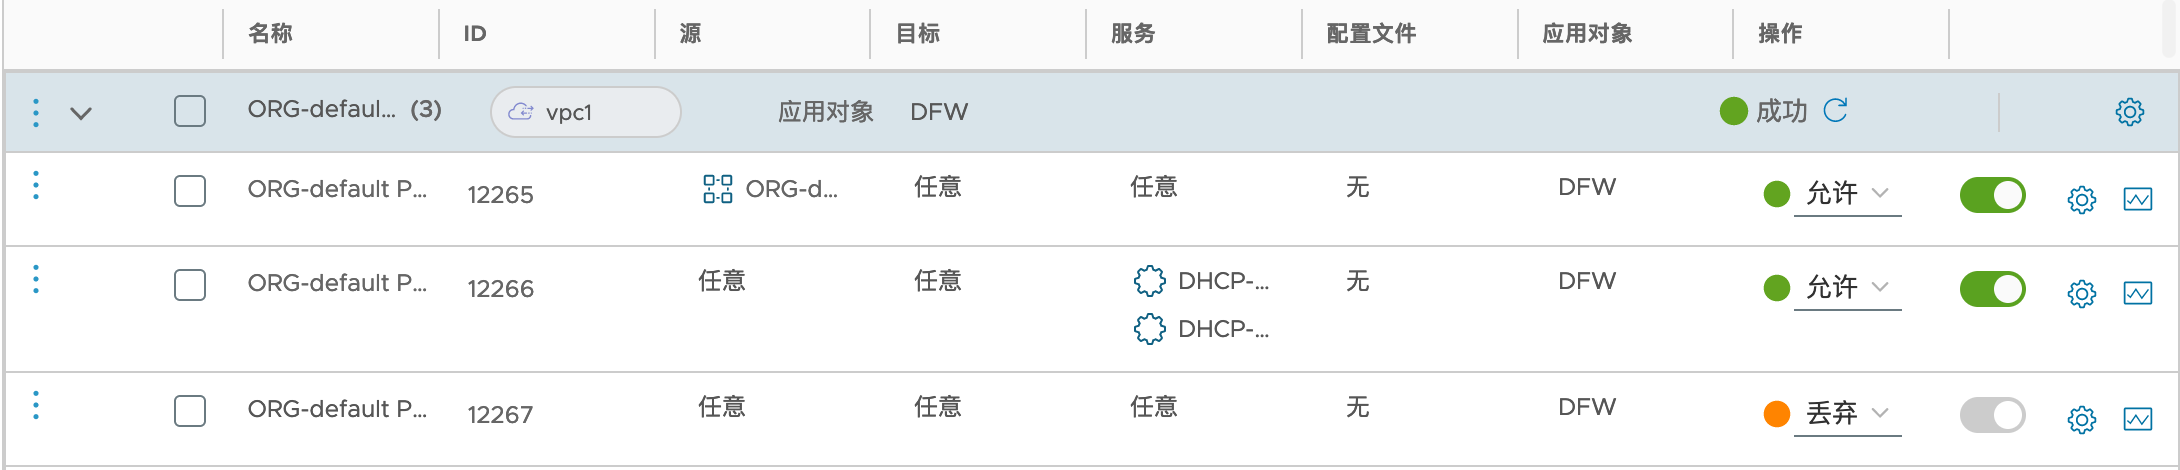 名称 ID 源 目标 服务 配置文件 应用对象 操作
ORG-defaul... (3) vpc1 应用对象 DFW 成功
ORG-default P... 12265 ORG-d... 任意 任意 无 DFW 允许
ORG-default P... 12266 任意 任意 DHCP-... 无 DFW 允许
DHCP-...
ORG-default P... 12267 任意 任意 任意 无 DFW 丢弃